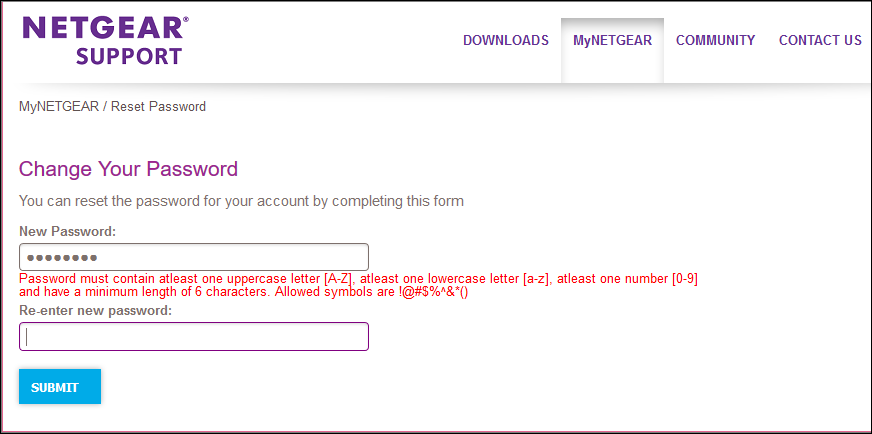 NETGEAR®
SUPPORT
DOWNLOADS MyNETGEAR COMMUNITY CONTACT US
MyNETGEAR / Reset Password
Change Your Password
You can reset the password for your account by completing this form
New Password:
●●●●●●●●
Password must contain atleast one uppercase letter [A-Z], atleast one lowercase letter [a-z], atleast one number [0-9]
and have a minimum length of 6 characters. Allowed symbols are !@#$%^&*()
Re-enter new password:
SUBMIT